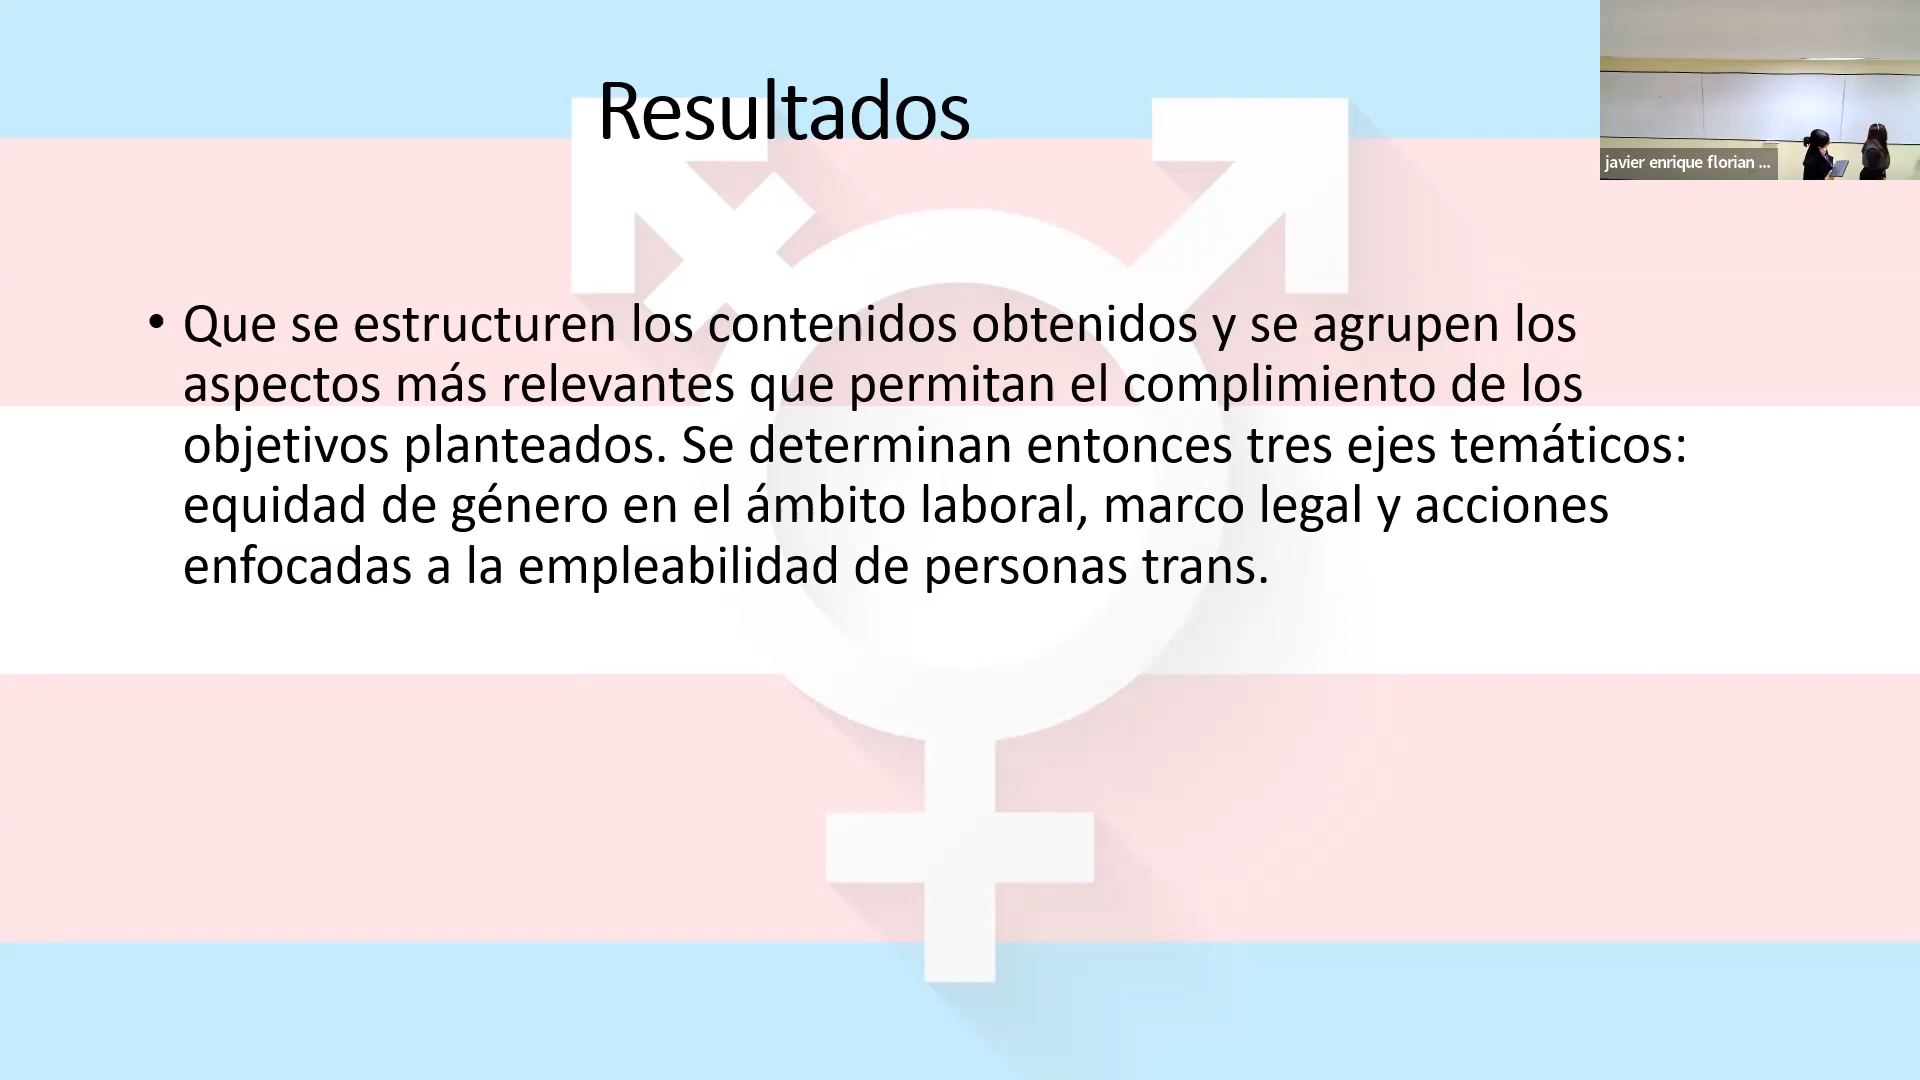 Resultados
javier enrique florian ...
• Que se estructuren los contenidos obtenidos y se agrupen los
aspectos más relevantes que permitan el complimiento de los
objetivos planteados. Se determinan entonces tres ejes temáticos:
equidad de género en el ámbito laboral, marco legal y acciones
enfocadas a la empleabilidad de personas trans.